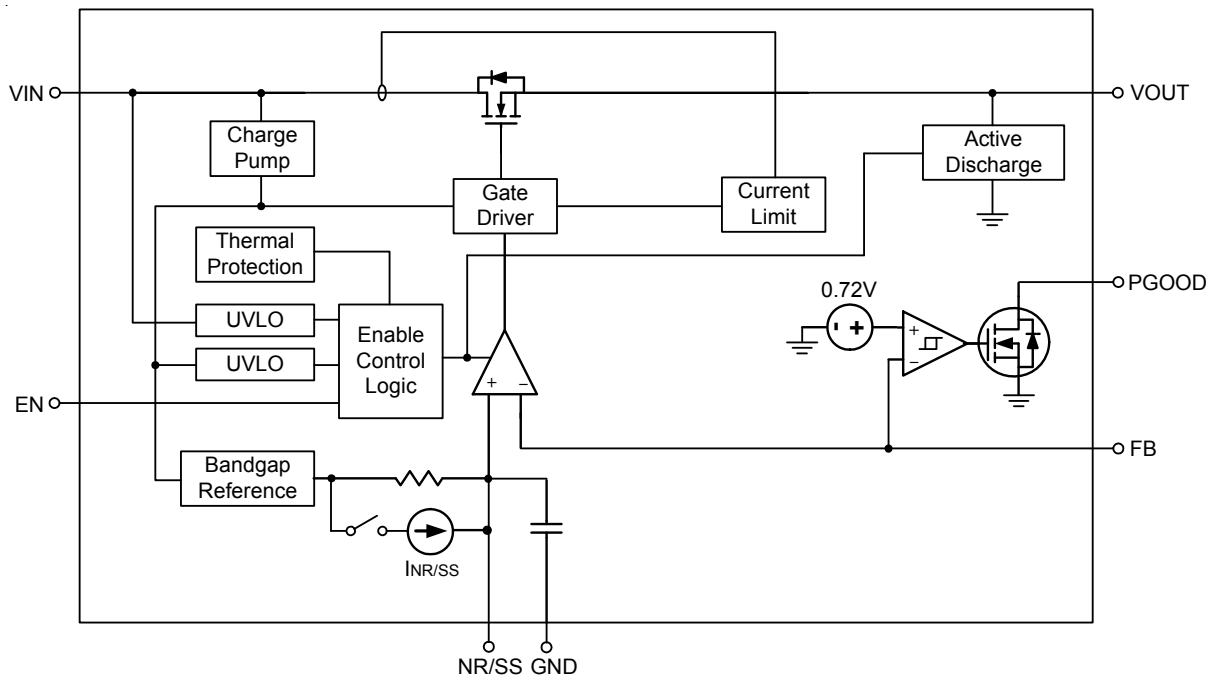 VIN
VOUT
Charge
Pump
Active
Discharge
Gate
Driver
Current
Limit
Thermal
Protection
PGOOD
0.72V
UVLO
Enable
Control
Logic
UVLO
- +
+
−
+ −
EN
FB
Bandgap
Reference
INR/SS
NR/SS GND